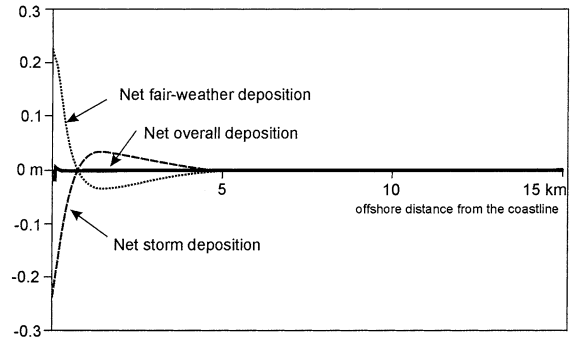 0.3
0.2
Net fair-weather deposition
0.1
Net overall deposition
0 m
5
10
15 km
offshore distance from the coastline
-0.1
Net storm deposition
-0.2
-0.3